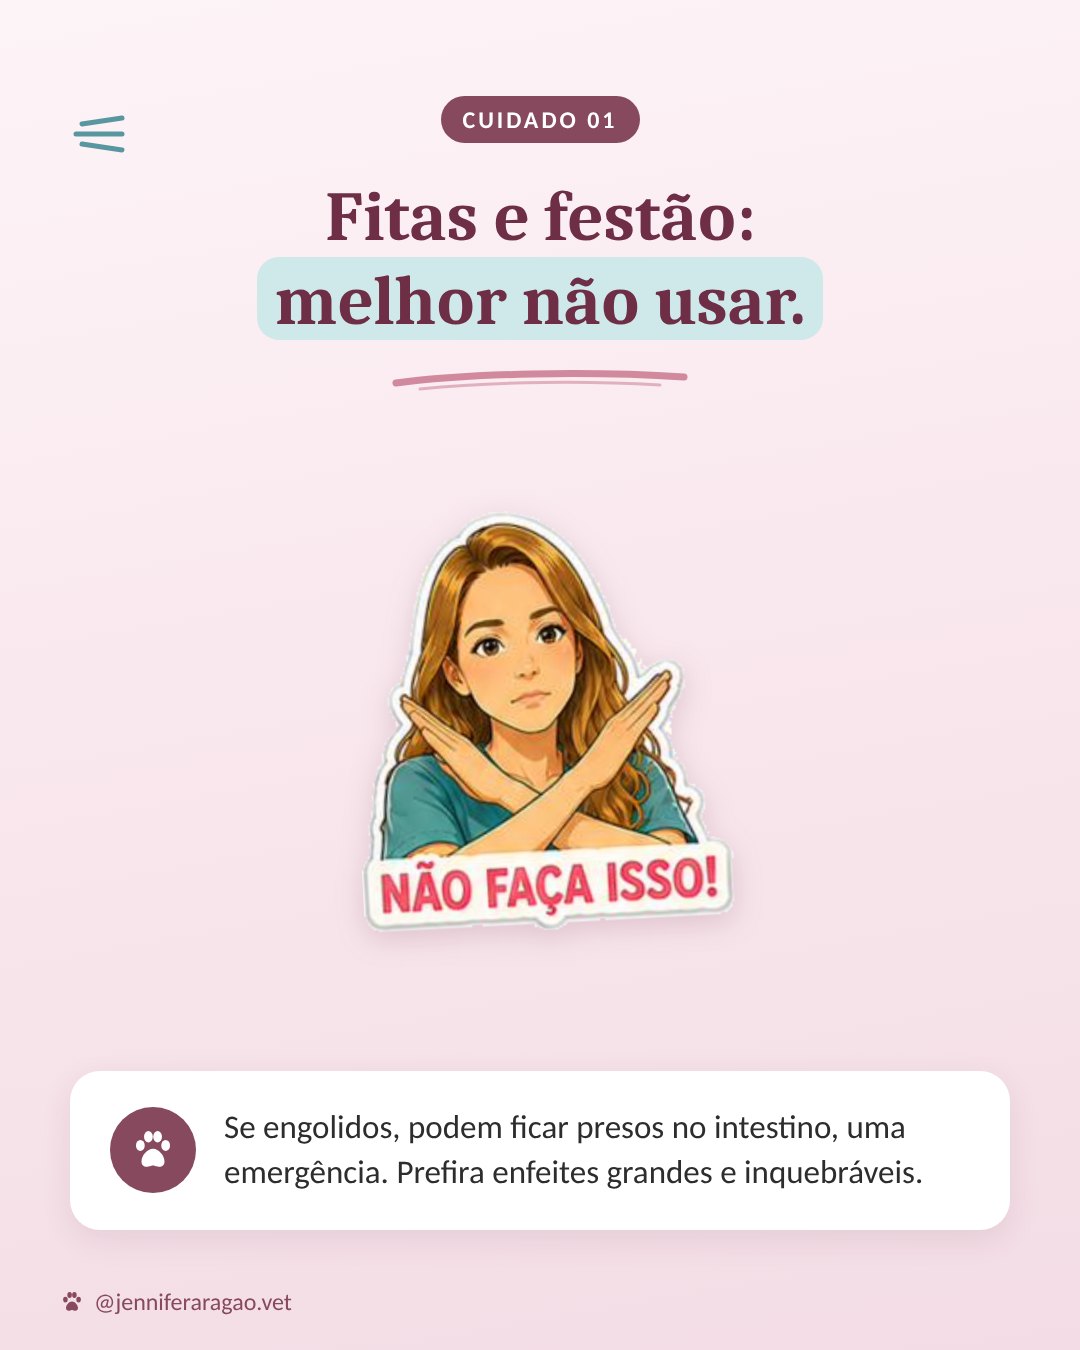 CUIDADO 01
Fitas e festão:
melhor não usar.
NÃO FAÇA ISSO!
Se engolidos, podem ficar presos no intestino, uma
emergência. Prefira enfeites grandes e inquebráveis.
@jenniferaragao.vet